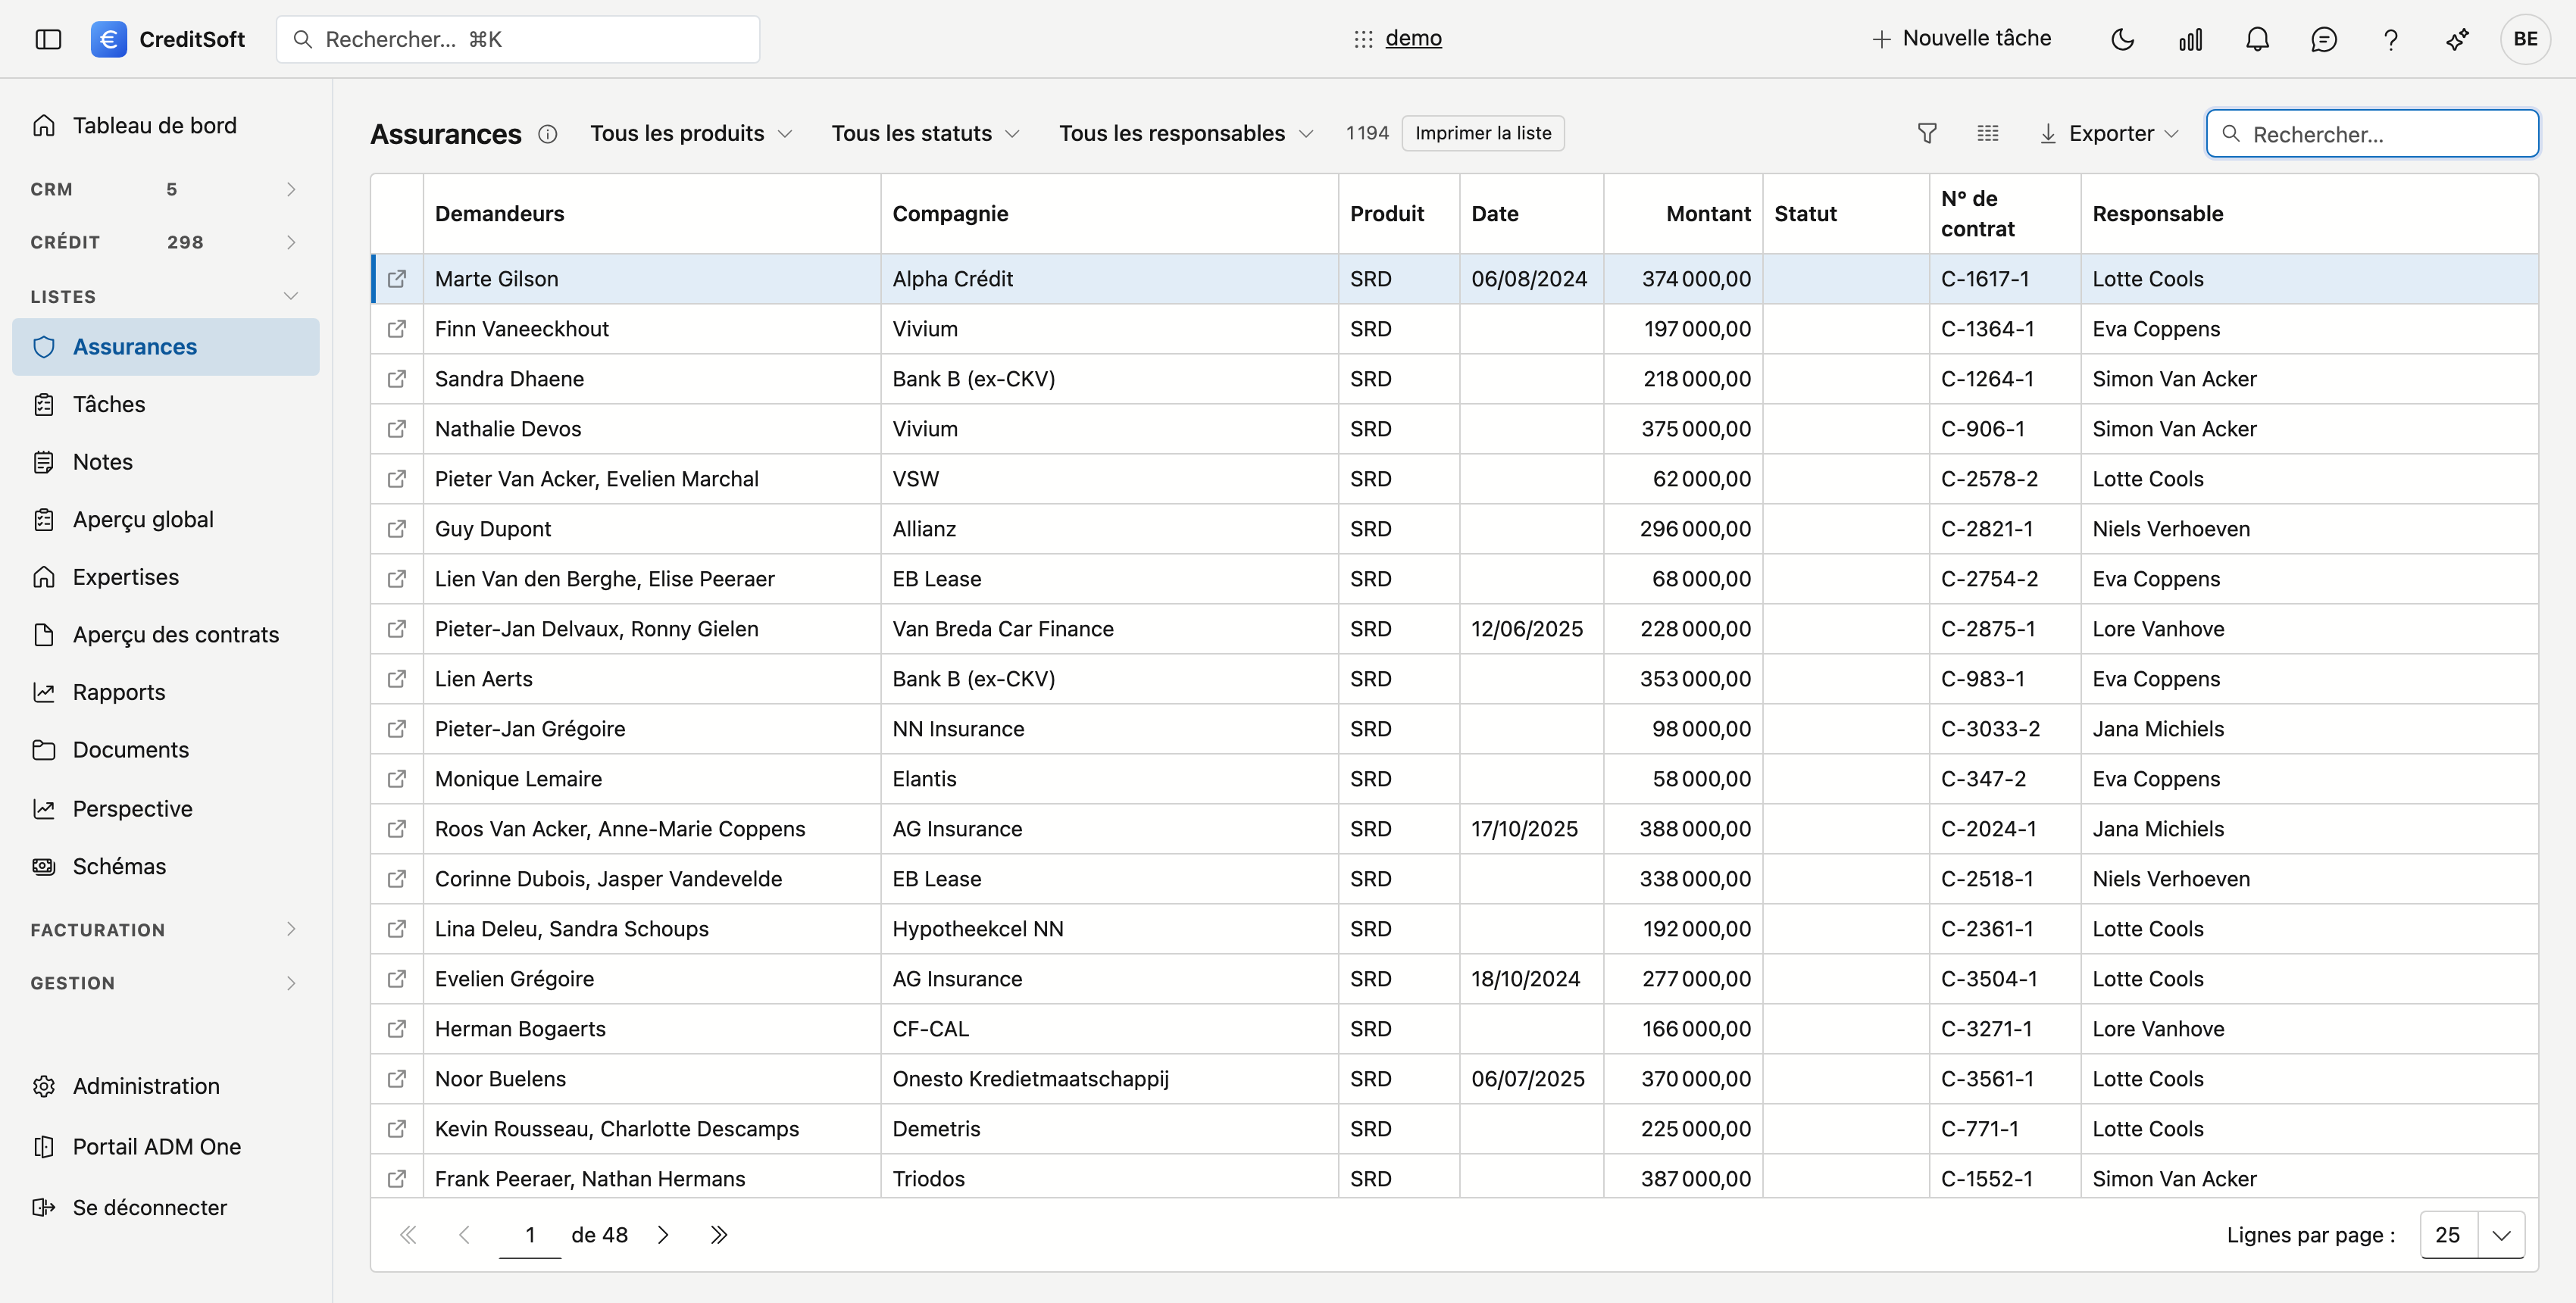 CreditSoft
Rechercher... ⌘K
demo
Nouvelle tâche
BE
Tableau de bord
CRM 5
CRÉDIT 298
LISTES
Assurances
Tâches
Notes
Aperçu global
Expertises
Aperçu des contrats
Rapports
Documents
Perspective
Schémas
FACTURATION
GESTION
Administration
Portail ADM One
Se déconnecter
Assurances Tous les produits Tous les statuts Tous les responsables 1 194 Imprimer la liste Exporter Rechercher...
Demandeurs Compagnie Produit Date Montant Statut N° de contrat Responsable
Marte Gilson Alpha Crédit SRD 06/08/2024 374 000,00 C-1617-1 Lotte Cools
Finn Vaneeckhout Vivium SRD 197 000,00 C-1364-1 Eva Coppens
Sandra Dhaene Bank B (ex-CKV) SRD 218 000,00 C-1264-1 Simon Van Acker
Nathalie Devos Vivium SRD 375 000,00 C-906-1 Simon Van Acker
Pieter Van Acker, Evelien Marchal VSW SRD 62 000,00 C-2578-2 Lotte Cools
Guy Dupont Allianz SRD 296 000,00 C-2821-1 Niels Verhoeven
Lien Van den Berghe, Elise Peeraer EB Lease SRD 68 000,00 C-2754-2 Eva Coppens
Pieter-Jan Delvaux, Ronny Gielen Van Breda Car Finance SRD 12/06/2025 228 000,00 C-2875-1 Lore Vanhove
Lien Aerts Bank B (ex-CKV) SRD 353 000,00 C-983-1 Eva Coppens
Pieter-Jan Grégoire NN Insurance SRD 98 000,00 C-3033-2 Jana Michiels
Monique Lemaire Elantis SRD 58 000,00 C-347-2 Eva Coppens
Roos Van Acker, Anne-Marie Coppens AG Insurance SRD 17/10/2025 388 000,00 C-2024-1 Jana Michiels
Corinne Dubois, Jasper Vandevelde EB Lease SRD 338 000,00 C-2518-1 Niels Verhoeven
Lina Deleu, Sandra Schoups Hypotheekcel NN SRD 192 000,00 C-2361-1 Lotte Cools
Evelien Grégoire AG Insurance SRD 18/10/2024 277 000,00 C-3504-1 Lotte Cools
Herman Bogaerts CF-CAL SRD 166 000,00 C-3271-1 Lore Vanhove
Noor Buelens Onesto Kredietmaatschappij SRD 06/07/2025 370 000,00 C-3561-1 Lotte Cools
Kevin Rousseau, Charlotte Descamps Demetris SRD 225 000,00 C-771-1 Lotte Cools
Frank Peeraer, Nathan Hermans Triodos SRD 387 000,00 C-1552-1 Simon Van Acker
1 de 48
Lignes par page : 25